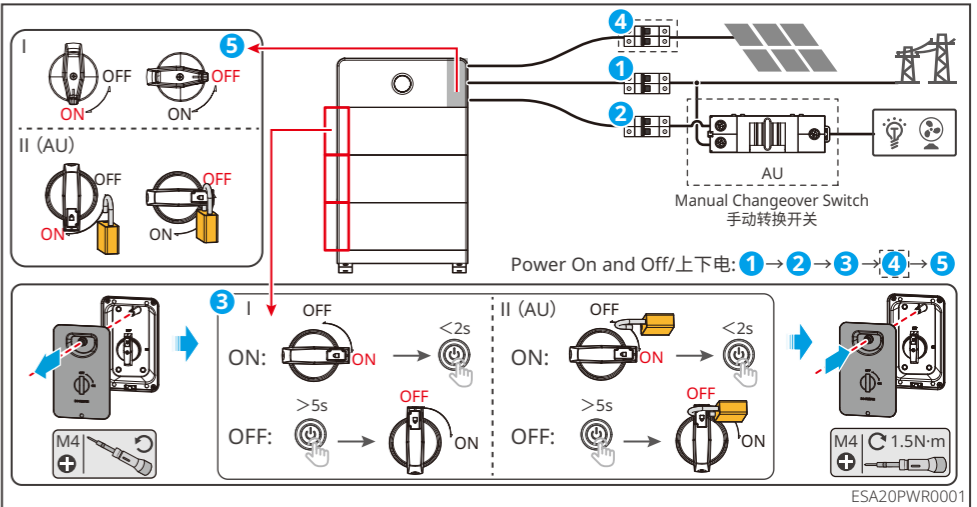 I
5
OFF
OFF
ON
ON
II (AU)
OFF
OFF
ON
ON
4
1
2
AU
Manual Changeover Switch
手动转换开关
Power On and Off/上下电: 1→2→3→4→5
3
I
OFF
ON: ON <2s
>5s OFF
OFF: ON
II (AU)
OFF
ON: ON <2s
>5s OFF
OFF: ON
M4
M4 1.5N·m
ESA20PWR0001